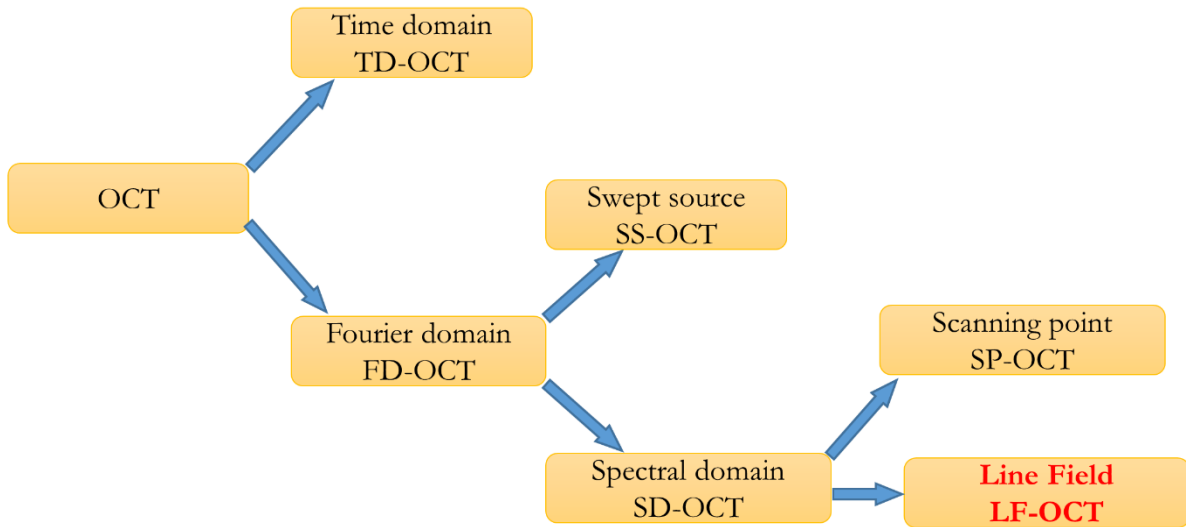 Time domain
TD-OCT
OCT
Swept source
SS-OCT
Fourier domain
FD-OCT
Scanning point
SP-OCT
Spectral domain
SD-OCT
Line Field
LF-OCT